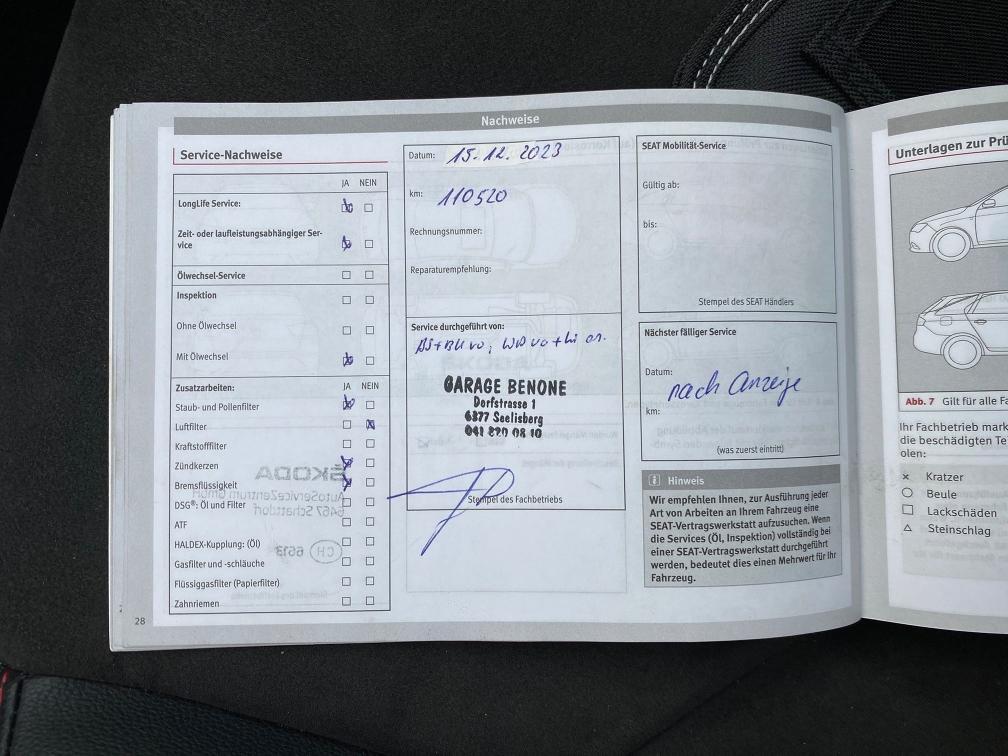 Nachweise
Service-Nachweise
JA NEIN
LongLife Service:
Zeit- oder laufleistungsabhängiger Ser-
vice
Ölwechsel-Service
Inspektion
Ohne Ölwechsel
Mit Ölwechsel
Zusatzarbeiten: JA NEIN
Staub- und Pollenfilter
Luftfilter
Kraftstofffilter
Zündkerzen
Bremsflüssigkeit
DSG®: Öl und Filter
ATF
HALDEX-Kupplung: (Öl)
Gasfilter und -schläuche
Flüssiggasfilter (Papierfilter)
Zahnriemen
28
Datum: 15.12.2023
km: 110520
Rechnungsnummer:
Reparaturempfehlung:
Service durchgeführt von:
GARAGE BENONE
Dorfstrasse 1
6377 Seelisberg
041 820 08 10
Stempel des Fachbetriebs
SEAT Mobilität-Service
Gültig ab:
bis:
Stempel des SEAT Händlers
Nächster fälliger Service
Datum: nach Anzeige
km:
(was zuerst eintritt)
Hinweis
Wir empfehlen Ihnen, zur Ausführung jeder
Art von Arbeiten an Ihrem Fahrzeug eine
SEAT-Vertragswerkstatt aufzusuchen. Wenn
die Services (Öl, Inspektion) vollständig bei
einer SEAT-Vertragswerkstatt durchgeführt
werden, bedeutet dies einen Mehrwert für Ihr
Fahrzeug.
Unterlagen zur Prü
Abb. 7 Gilt für alle Fa
Ihr Fachbetrieb mark
die beschädigten Te
olen:
× Kratzer
Beule
Lackschäden
Steinschlag